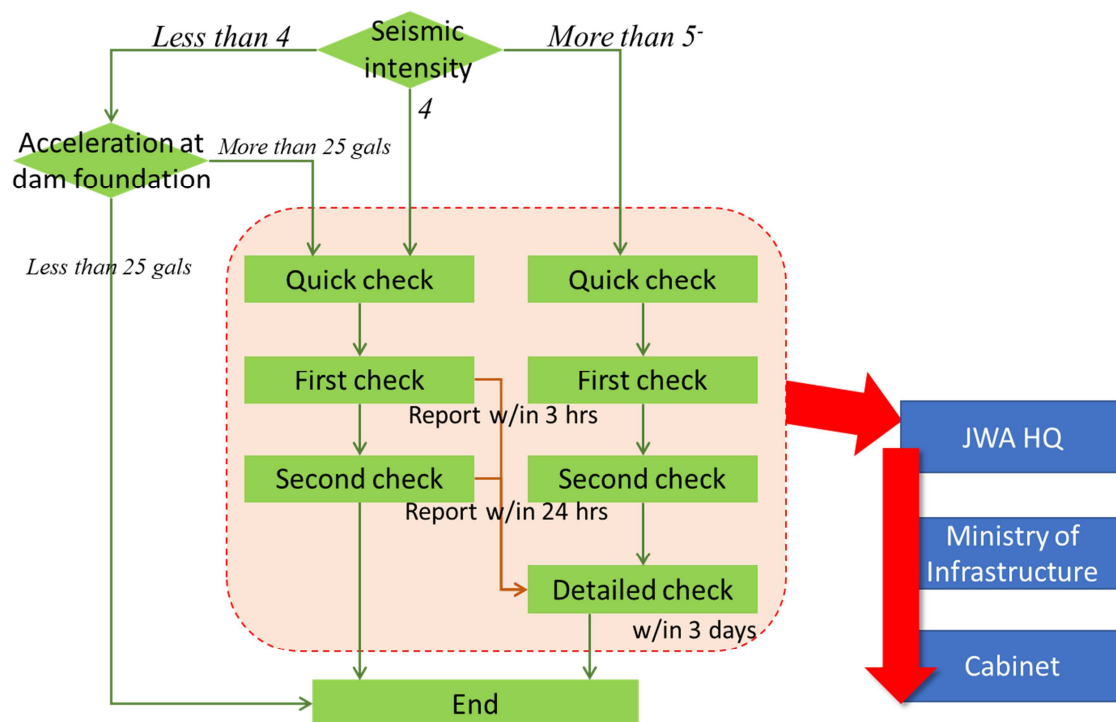 Less than 4
Seismic
intensity
More than 5-
4
Acceleration at
dam foundation
More than 25 gals
Less than 25 gals
Quick check
Quick check
First check
First check
Report w/in 3 hrs
Second check
Second check
Report w/in 24 hrs
Detailed check
w/in 3 days
End
JWA HQ
Ministry of
Infrastructure
Cabinet